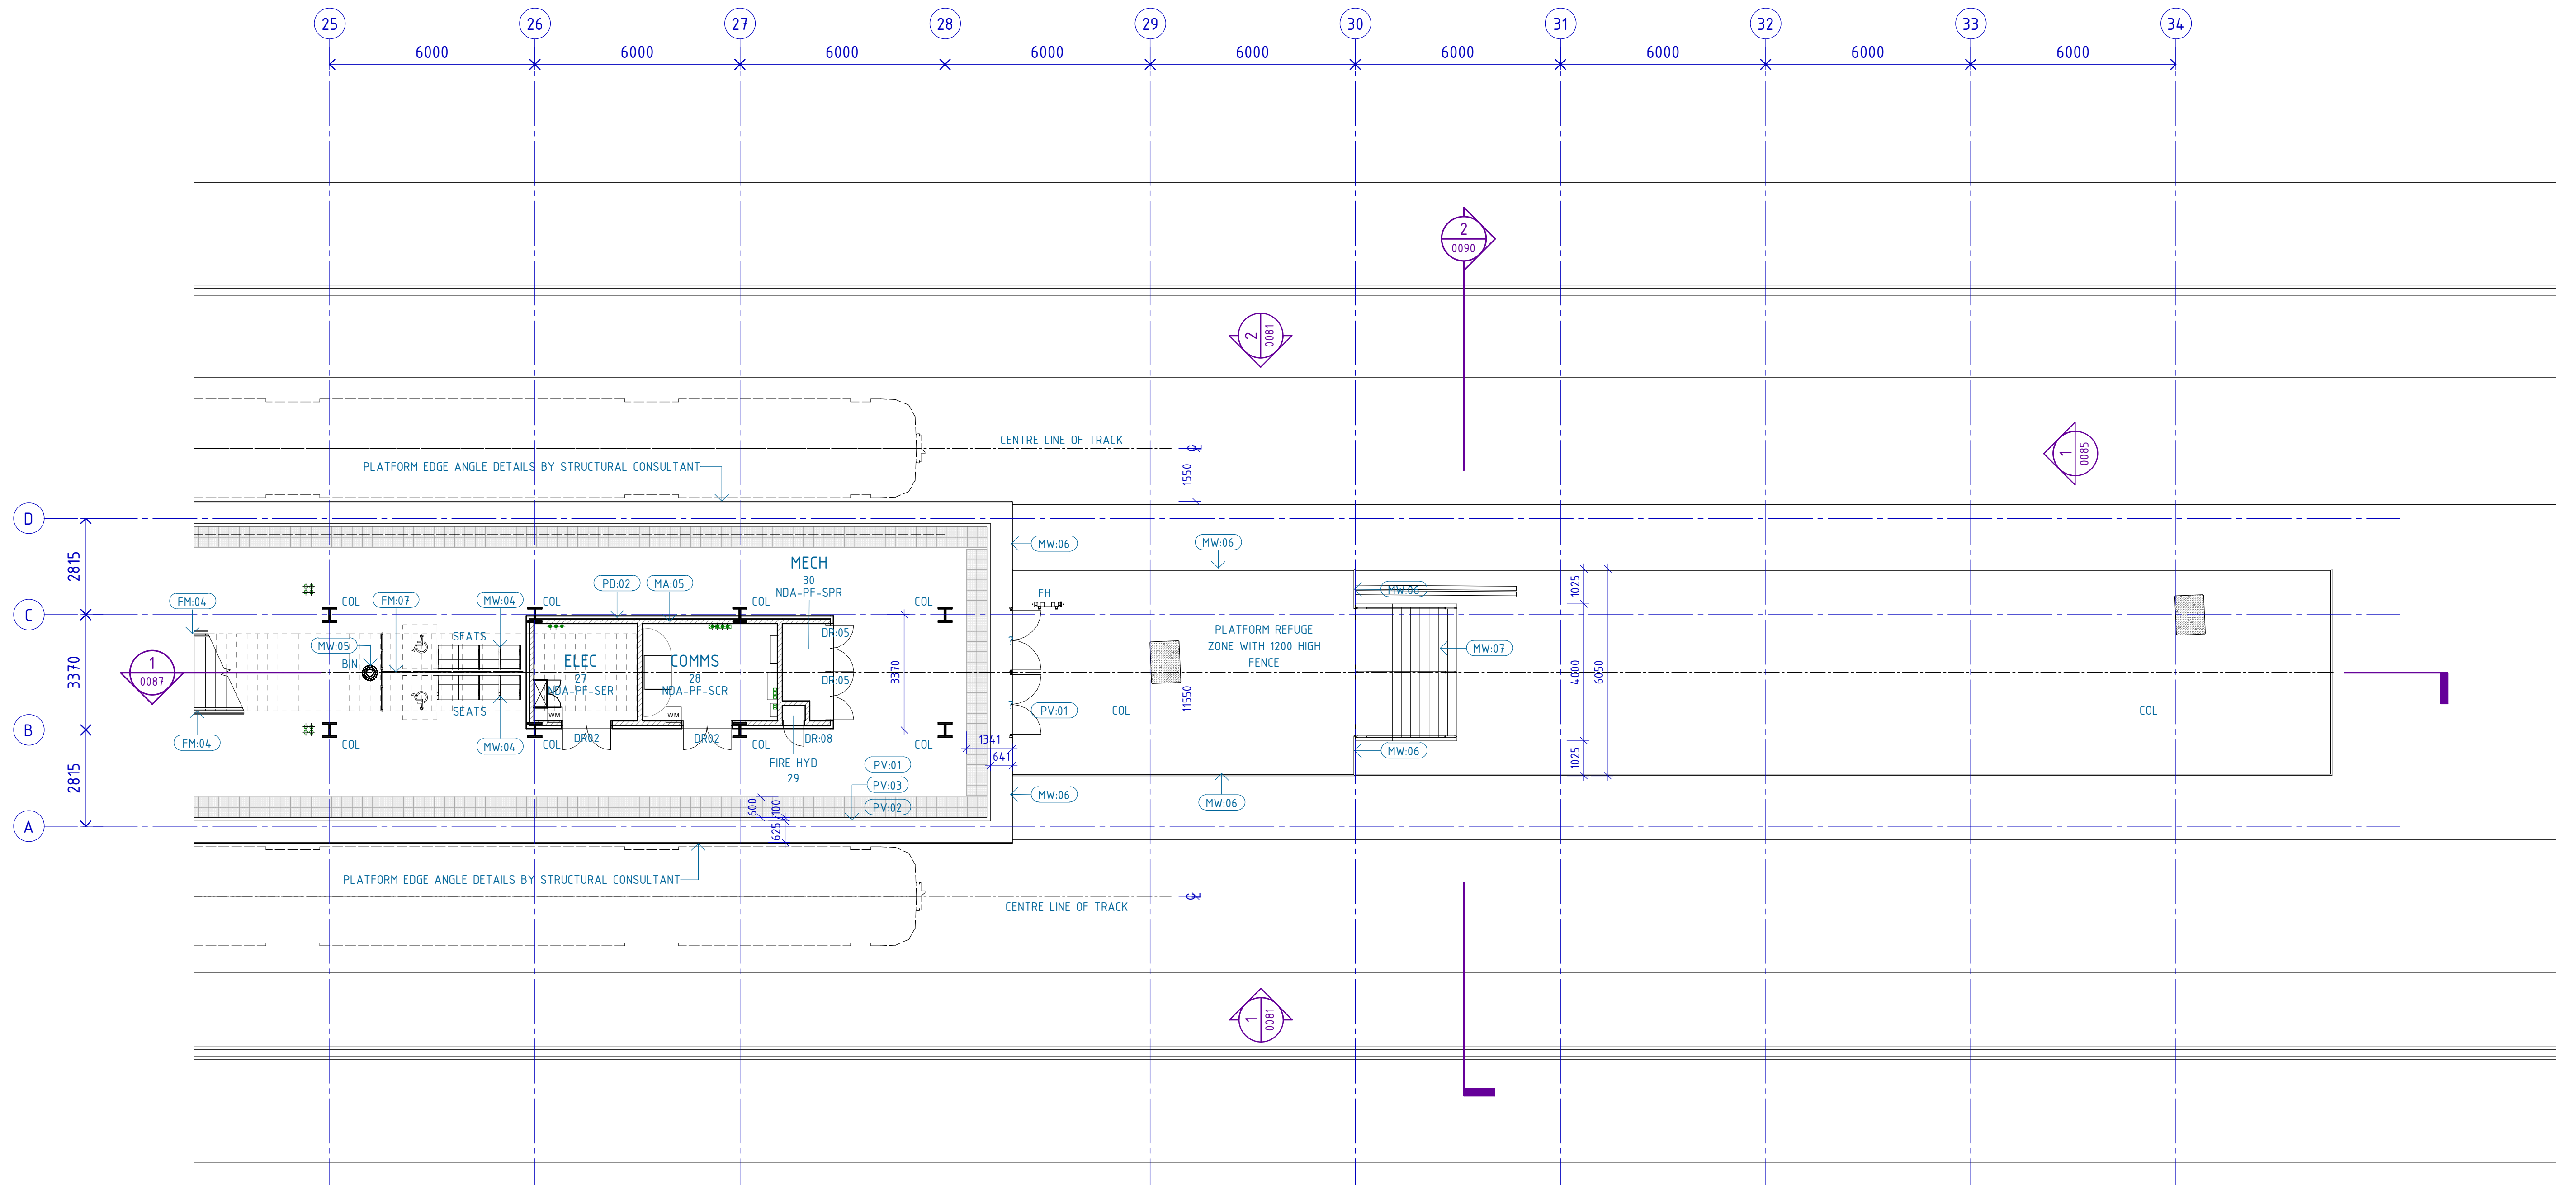 25 26 27 28 29 30 31 32 33 34
6000 6000 6000 6000 6000 6000 6000 6000 6000
2
0090
2
0081
1
0085
CENTRE LINE OF TRACK
PLATFORM EDGE ANGLE DETAILS BY STRUCTURAL CONSULTANT
1550
D
2815
MW:06
MW:06
MECH
30
NDA-PF-SPR
PD:02
MA:05
FM:04
COL
FM:07
MW:04
COL
COL
COL
FH
MW:06
1025
C
SEATS
MW:05
BIN
DR:05
PLATFORM REFUGE
ZONE WITH 1200 HIGH
FENCE
MW:07
ELEC
27
NDA-PF-SER
COMMS
28
NDA-PF-SCR
DR:05
3370
3370
1
0087
4000
6050
11550
SEATS
WM
WM
PV:01
COL
COL
B
FM:04
COL
MW:04
COL
DR02
DR02
COL
DR:08
COL
1341
641
MW:06
1025
FIRE HYD
29
PV:01
PV:03
PV:02
2815
600
100
625
MW:06
MW:06
A
PLATFORM EDGE ANGLE DETAILS BY STRUCTURAL CONSULTANT
CENTRE LINE OF TRACK
1
0081